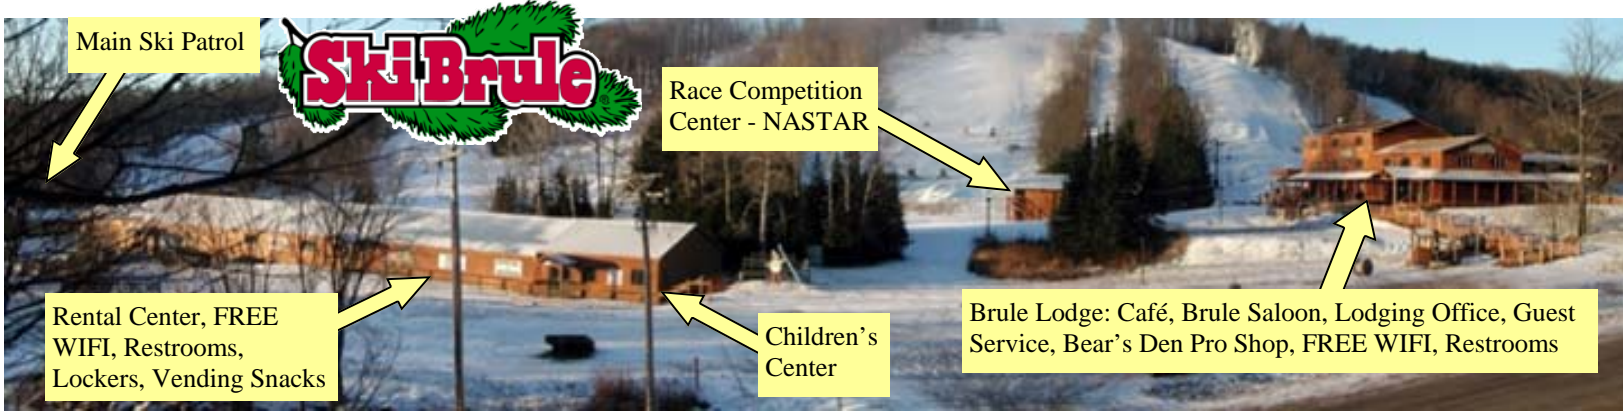 Main Ski Patrol
Ski Brule
Race Competition
Center - NASTAR
Rental Center, FREE
WIFI, Restrooms,
Lockers, Vending Snacks
Children's
Center
Brule Lodge: Café, Brule Saloon, Lodging Office, Guest
Service, Bear's Den Pro Shop, FREE WIFI, Restrooms